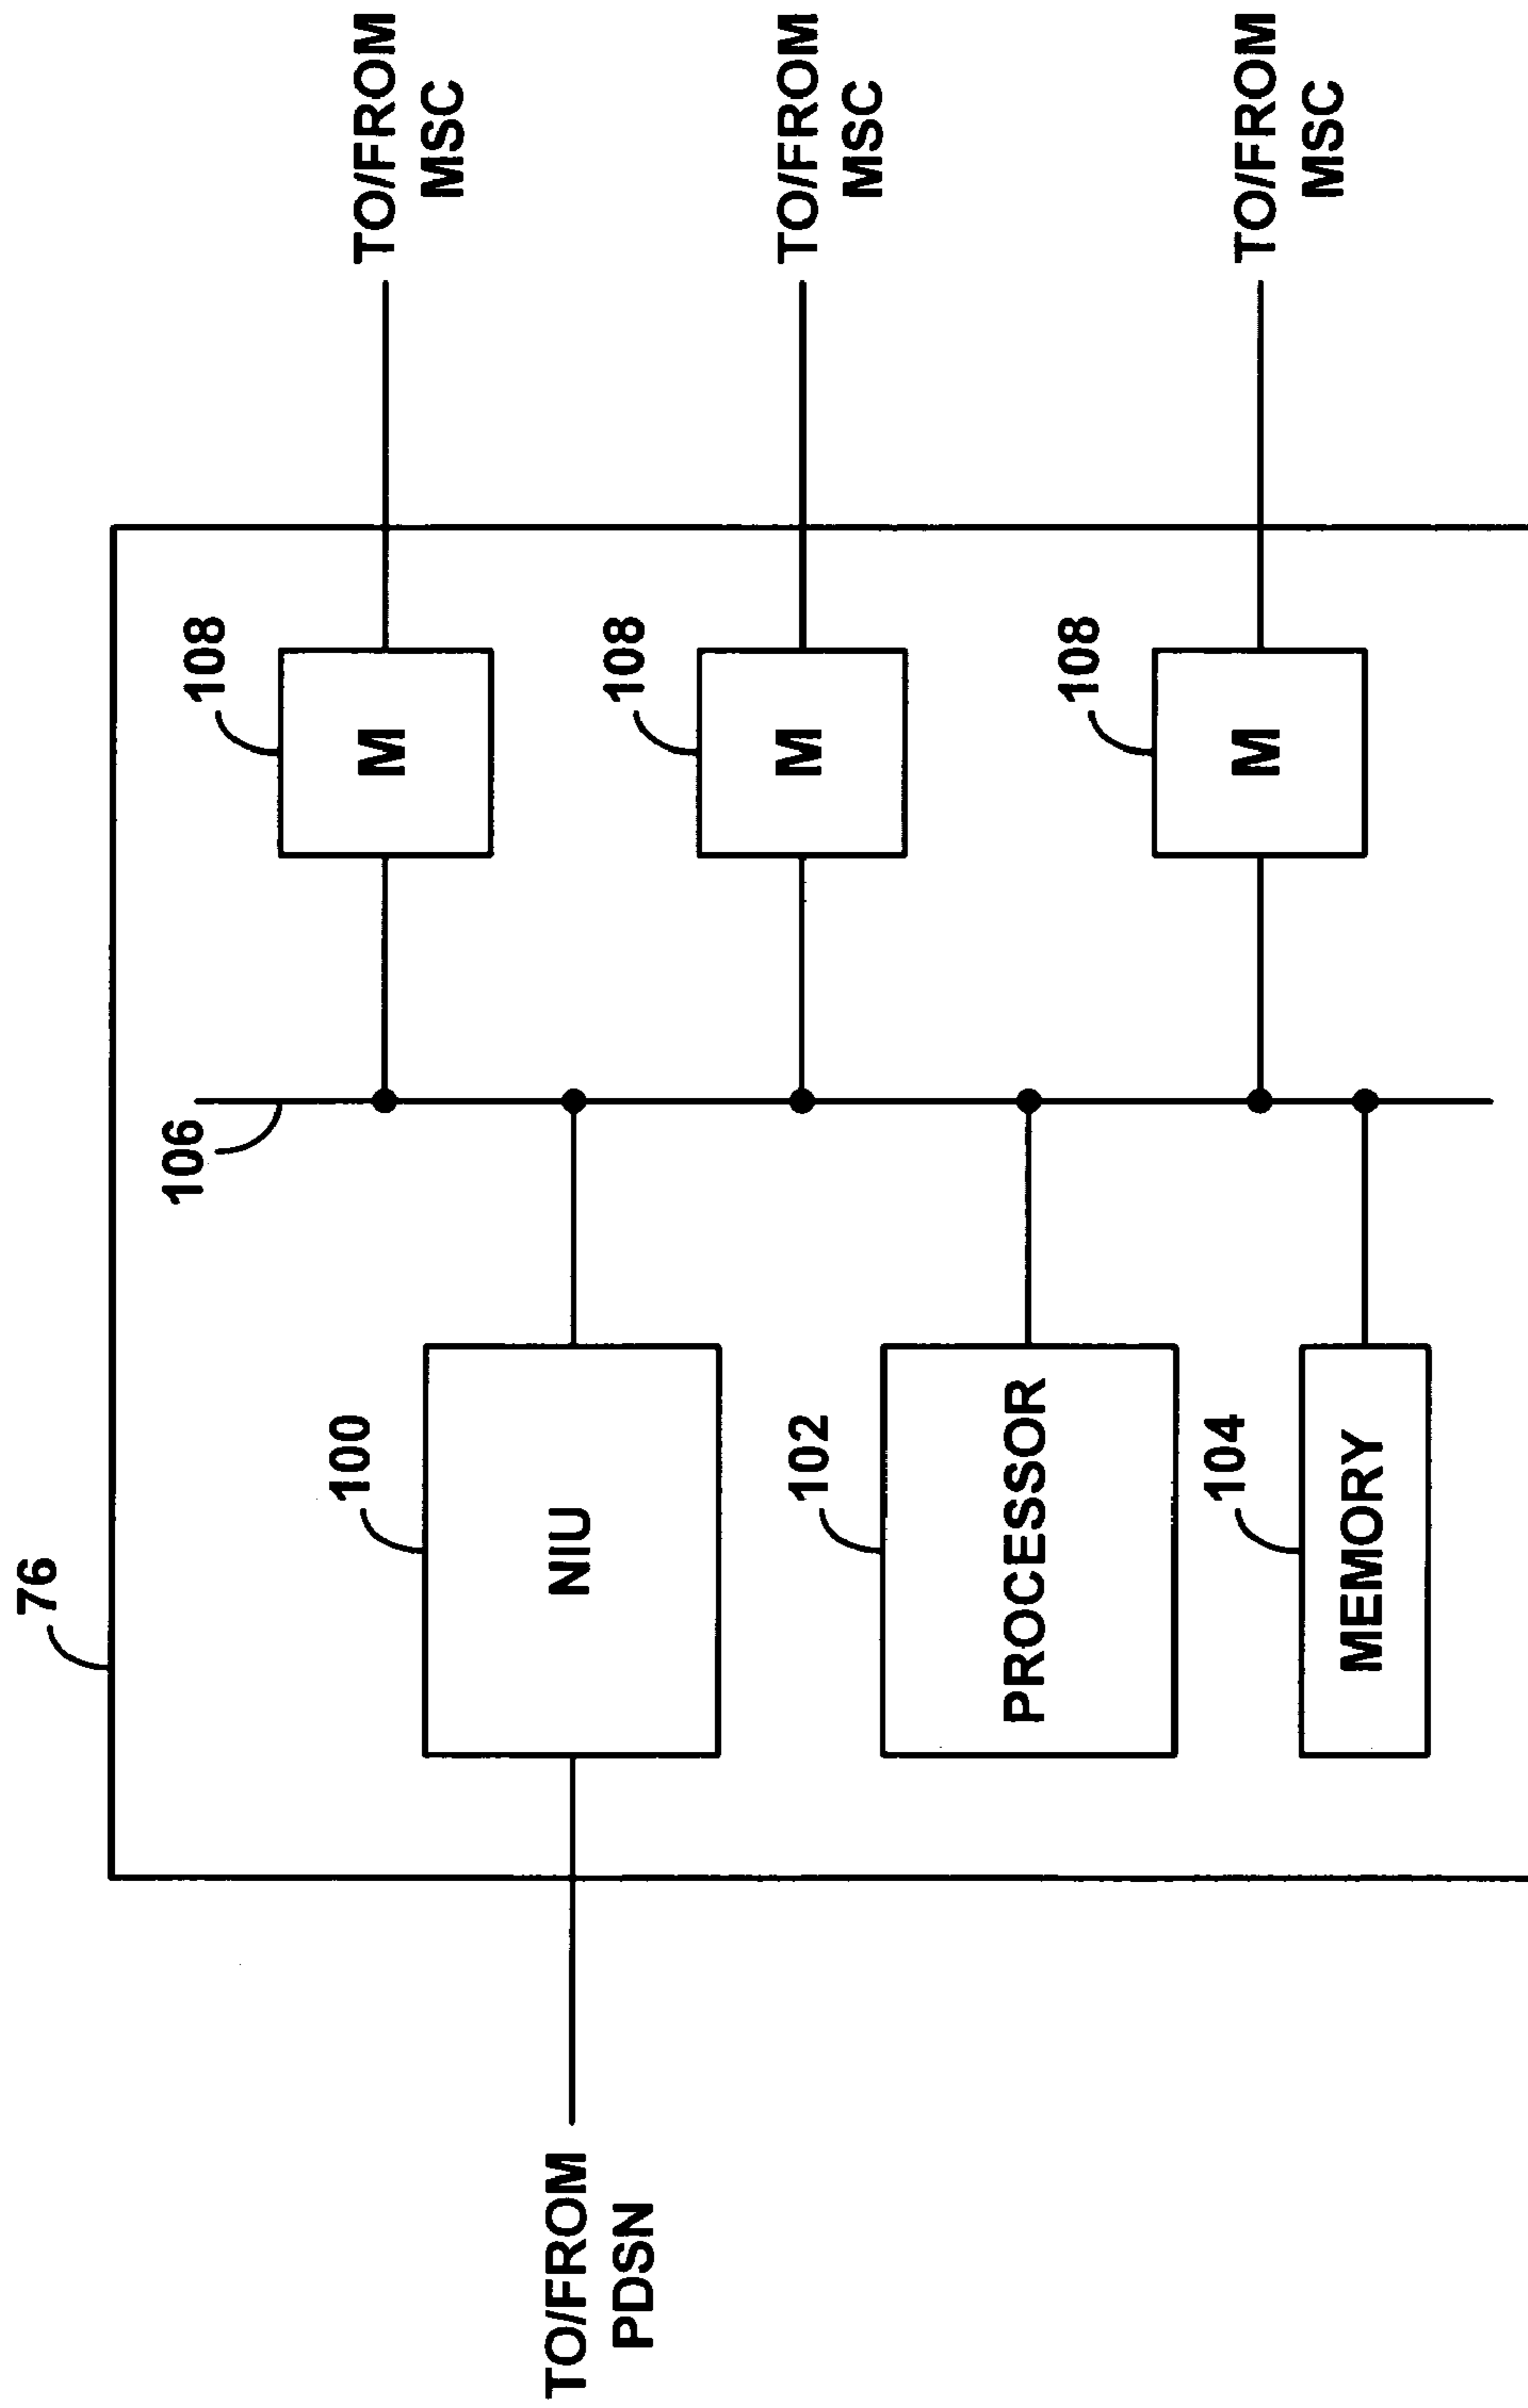 76
106
108
100
M
TO/FROM
MSC
TO/FROM
PDSN
NIU
108
102
M
TO/FROM
MSC
PROCESSOR
108
104
M
TO/FROM
MSC
MEMORY